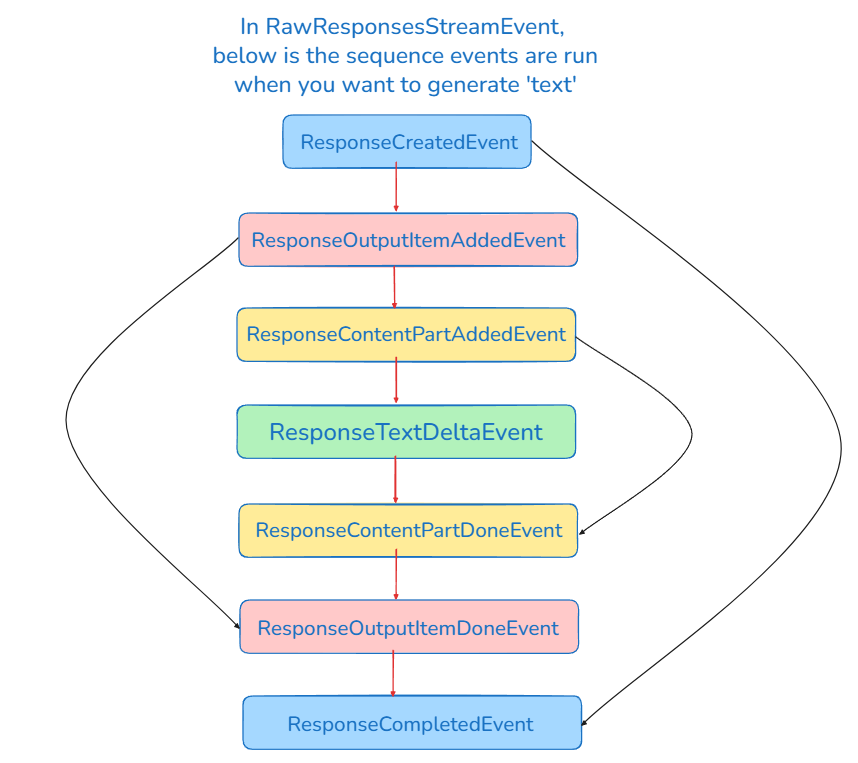 In RawResponsesStreamEvent,
below is the sequence events are run
when you want to generate 'text'
ResponseCreatedEvent
ResponseOutputItemAddedEvent
ResponseContentPartAddedEvent
ResponseTextDeltaEvent
ResponseContentPartDoneEvent
ResponseOutputItemDoneEvent
ResponseCompletedEvent